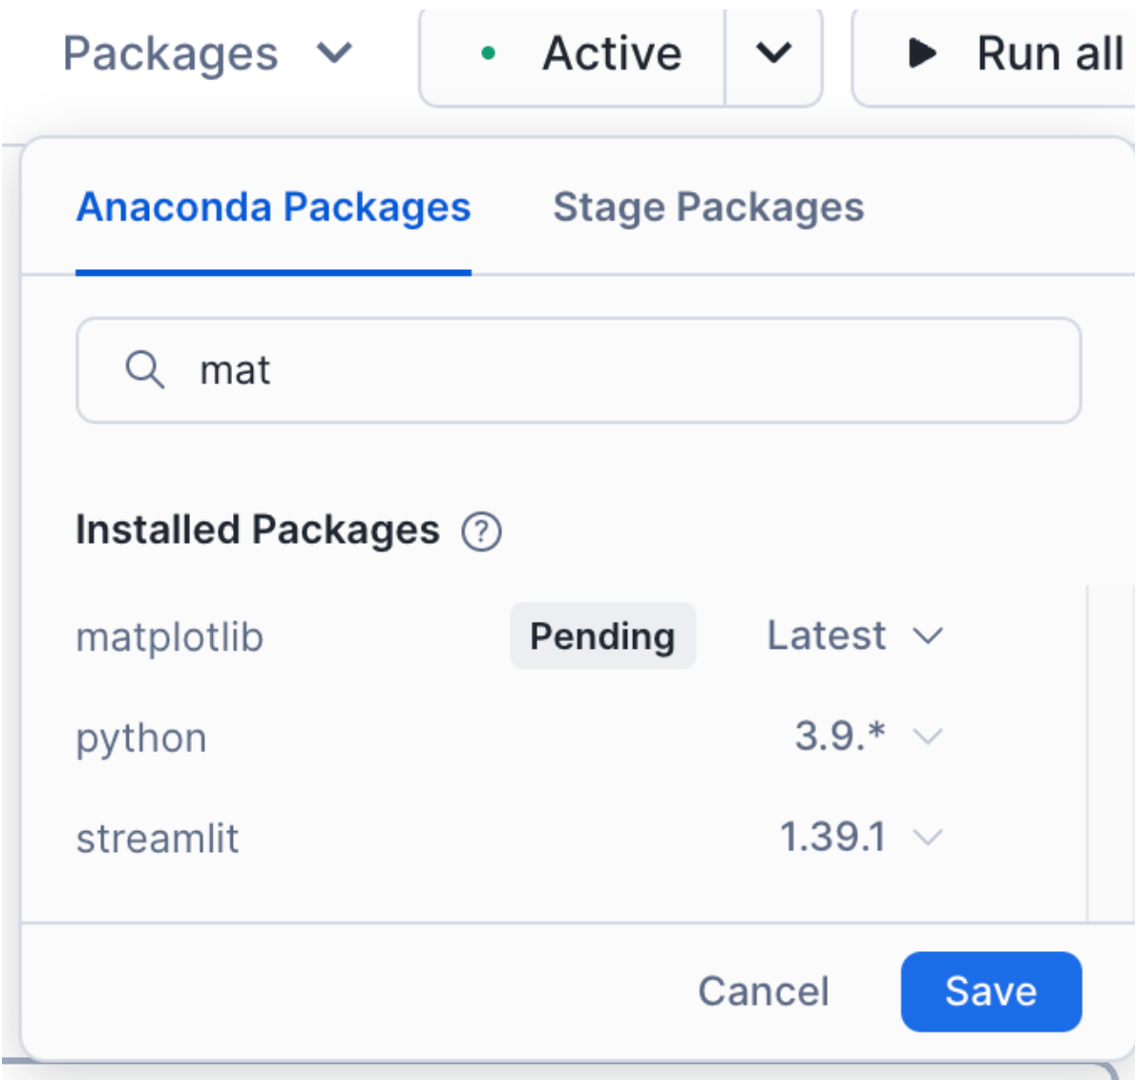 Packages Active Run all
Anaconda Packages Stage Packages
mat
Installed Packages ?
matplotlib Pending Latest
python 3.9.*
streamlit 1.39.1
Cancel Save